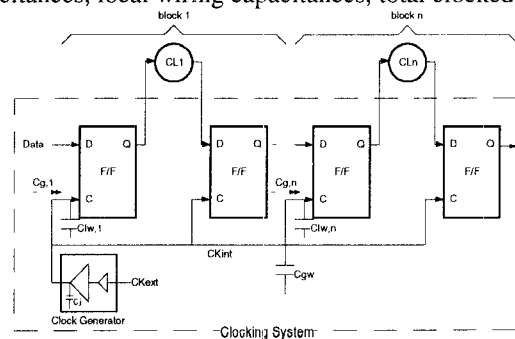 citances, local wiring capacitances, total clocked
block 1
block n
CL1
CLn
Data
D Q
F/F
C
D Q
F/F
C
D Q
F/F
C
D Q
F/F
C
Cg,1
Cg,n
Clw,1
Clw,n
CKint
Cgw
Cj
CKext
Clock Generator
Clocking System